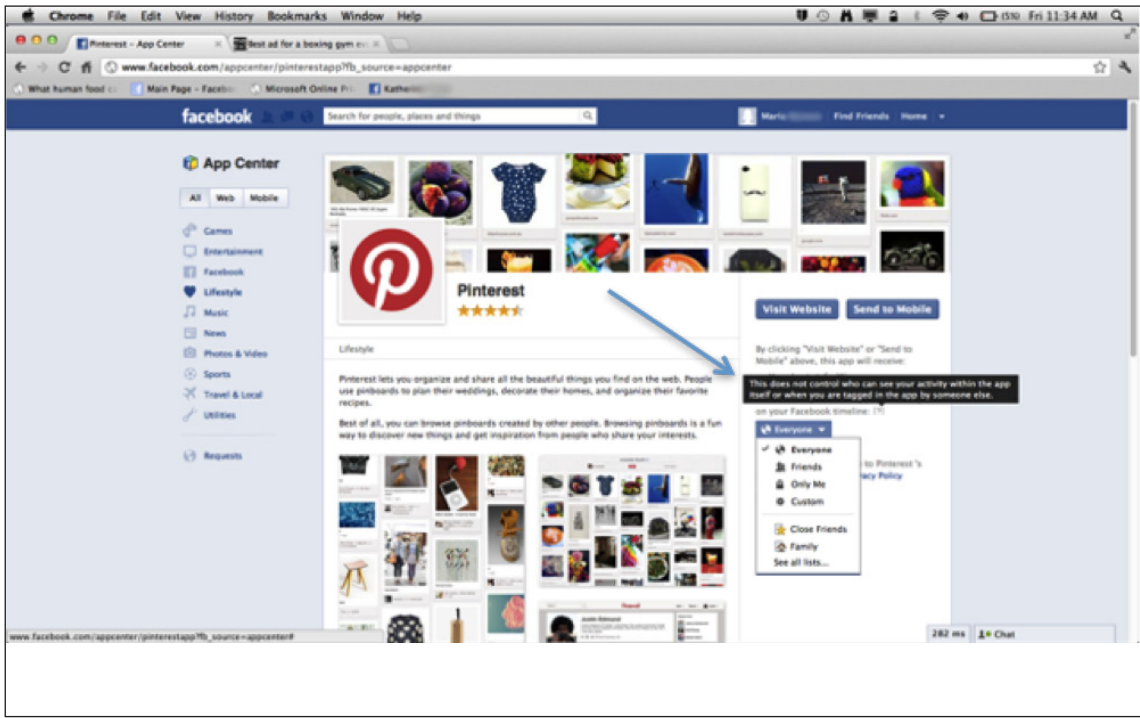 Chrome File Edit View History Bookmarks Window Help
(5%) Fri 11:34 AM
Pinterest - App Center
Best ad for a boxing gym ev
www.facebook.com/appcenter/pinterestapp?fb_source=appcenter
What human food c
Main Page - Faceb
Microsoft Online Pr
Kather
facebook
Search for people, places and things
Maria
Find Friends
Home
App Center
All Web Mobile
Games
Entertainment
Facebook
Lifestyle
Music
News
Photos & Video
Sports
Travel & Local
Utilities
Requests
Pinterest
Lifestyle
Pinterest lets you organize and share all the beautiful things you find on the web. People
use pinboards to plan their weddings, decorate their homes, and organize their favorite
recipes.
Best of all, you can browse pinboards created by other people. Browsing pinboards is a fun
way to discover new things and get inspiration from people who share your interests.
Visit Website
Send to Mobile
By clicking "Visit Website" or "Send to
Mobile" above, this app will receive:
This does not control who can see your activity within the app
itself or when you are tagged in the app by someone else.
on your Facebook timeline: [?]
Everyone
Everyone
Friends
Only Me
Custom
Close Friends
Family
See all lists...
to Pinterest 's
acy Policy
www.facebook.com/appcenter/pinterestapp?fb_source=appcenter#
282 ms
Chat